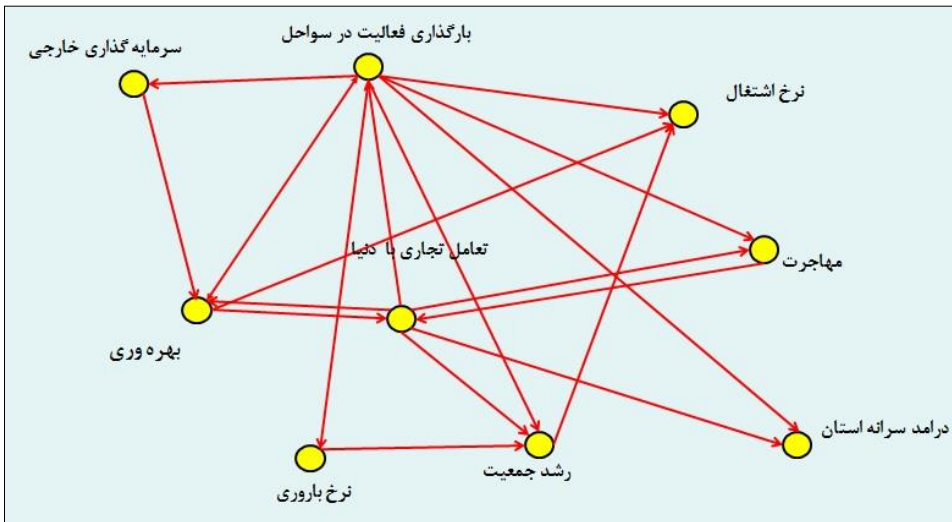 بارگذاری فعالیت در سواحل
سرمایه گذاری خارجی
نرخ اشتغال
تعامل تجاری با دنیا
مهاجرت
بهره وری
درامد سرانه استان
رشد جمعیت
نرخ باروری